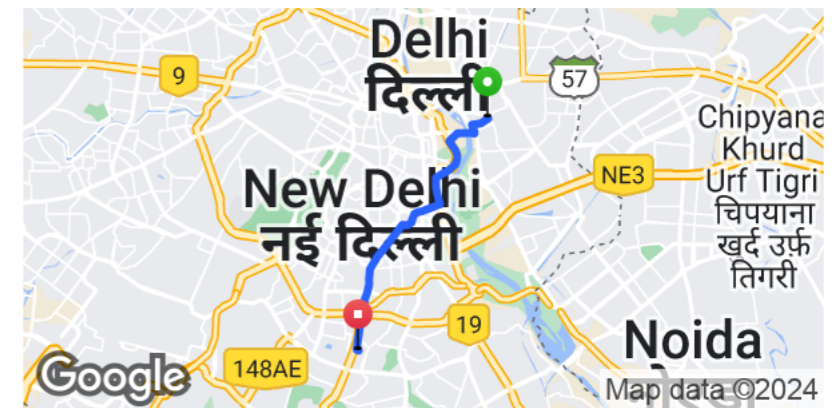 Delhi
दिल्ली
9
57
Chipyana
Khurd
Urf Tigri
चिपयाना
खुर्द उर्फ़
तिगरी
NE3
New Delhi
नई दिल्ली
19
Noida
148AE
Google
Map data ©2024